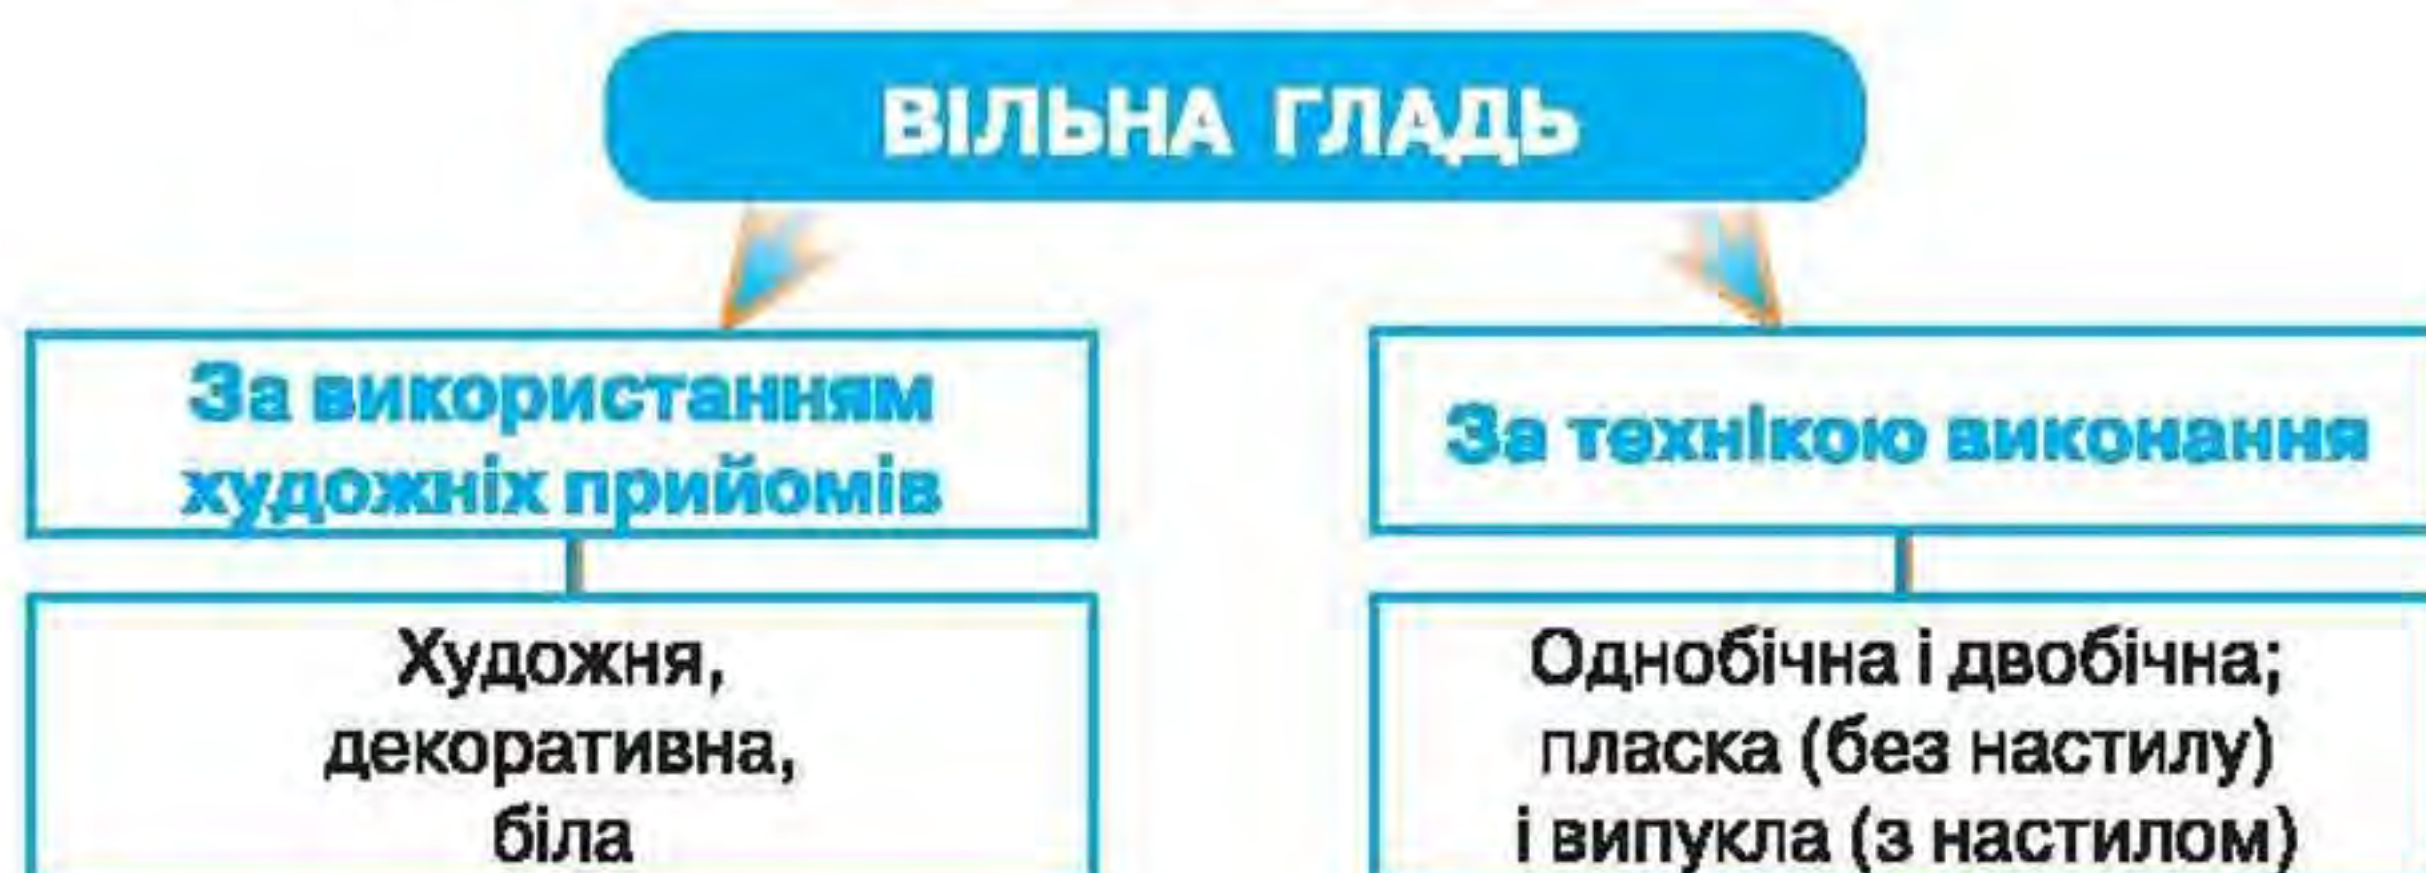 ВІЛЬНА ГЛАДЬ
За використанням
художніх прийомів
За технікою виконання
Художня,
декоративна,
біла
Однобічна і двобічна;
пласка (без настилу)
і випукла (з настилом)